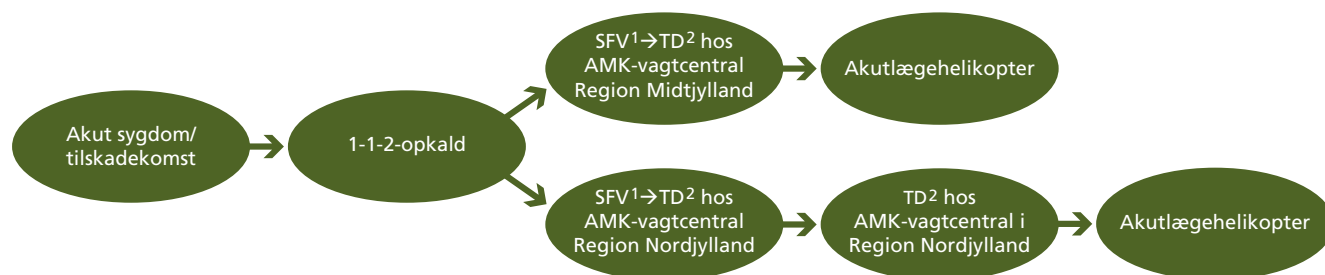 Akut sygdom/
tilskadekomst
1-1-2-opkald
SFV¹→TD² hos
AMK-vagtcentral
Region Midtjylland
Akutlægehelikopter
SFV¹→TD² hos
AMK-vagtcentral
Region Nordjylland
TD² hos
AMK-vagtcentral i
Region Nordjylland
Akutlægehelikopter